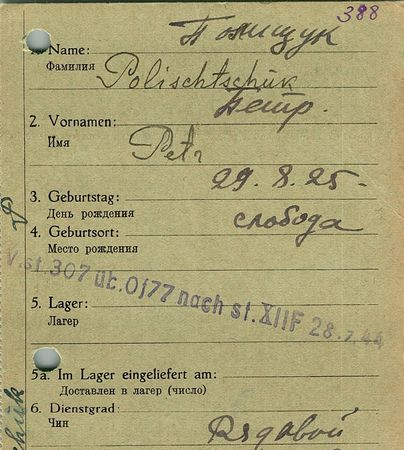 388
Полищук
1. Name:
Фамилия
Polischtschuk
Петр.
2. Vornamen:
Имя
Petr
29.8.25.
3. Geburtstag:
День рождения
слобода
4. Geburtsort:
Место рождения
V. st. 307 üb. Of 77 nach st. XII F 28.7.44
5. Lager:
Лагерь
5a. Im Lager eingeliefert am:
Доставлен в лагерь (число)
6. Dienstgrad:
Чин
Рядовой